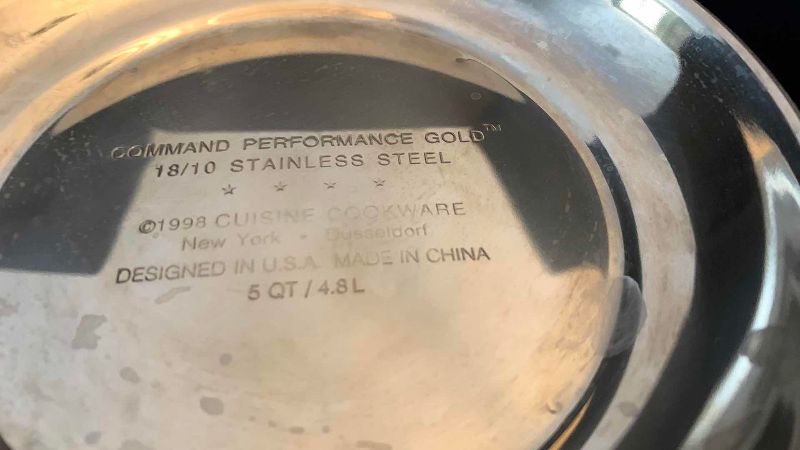 COMMAND PERFORMANCE GOLD™
18/10 STAINLESS STEEL
©1998 CUISINE COOKWARE
New York - Dusseldorf
DESIGNED IN U.S.A. MADE IN CHINA
5 QT / 4.8 L